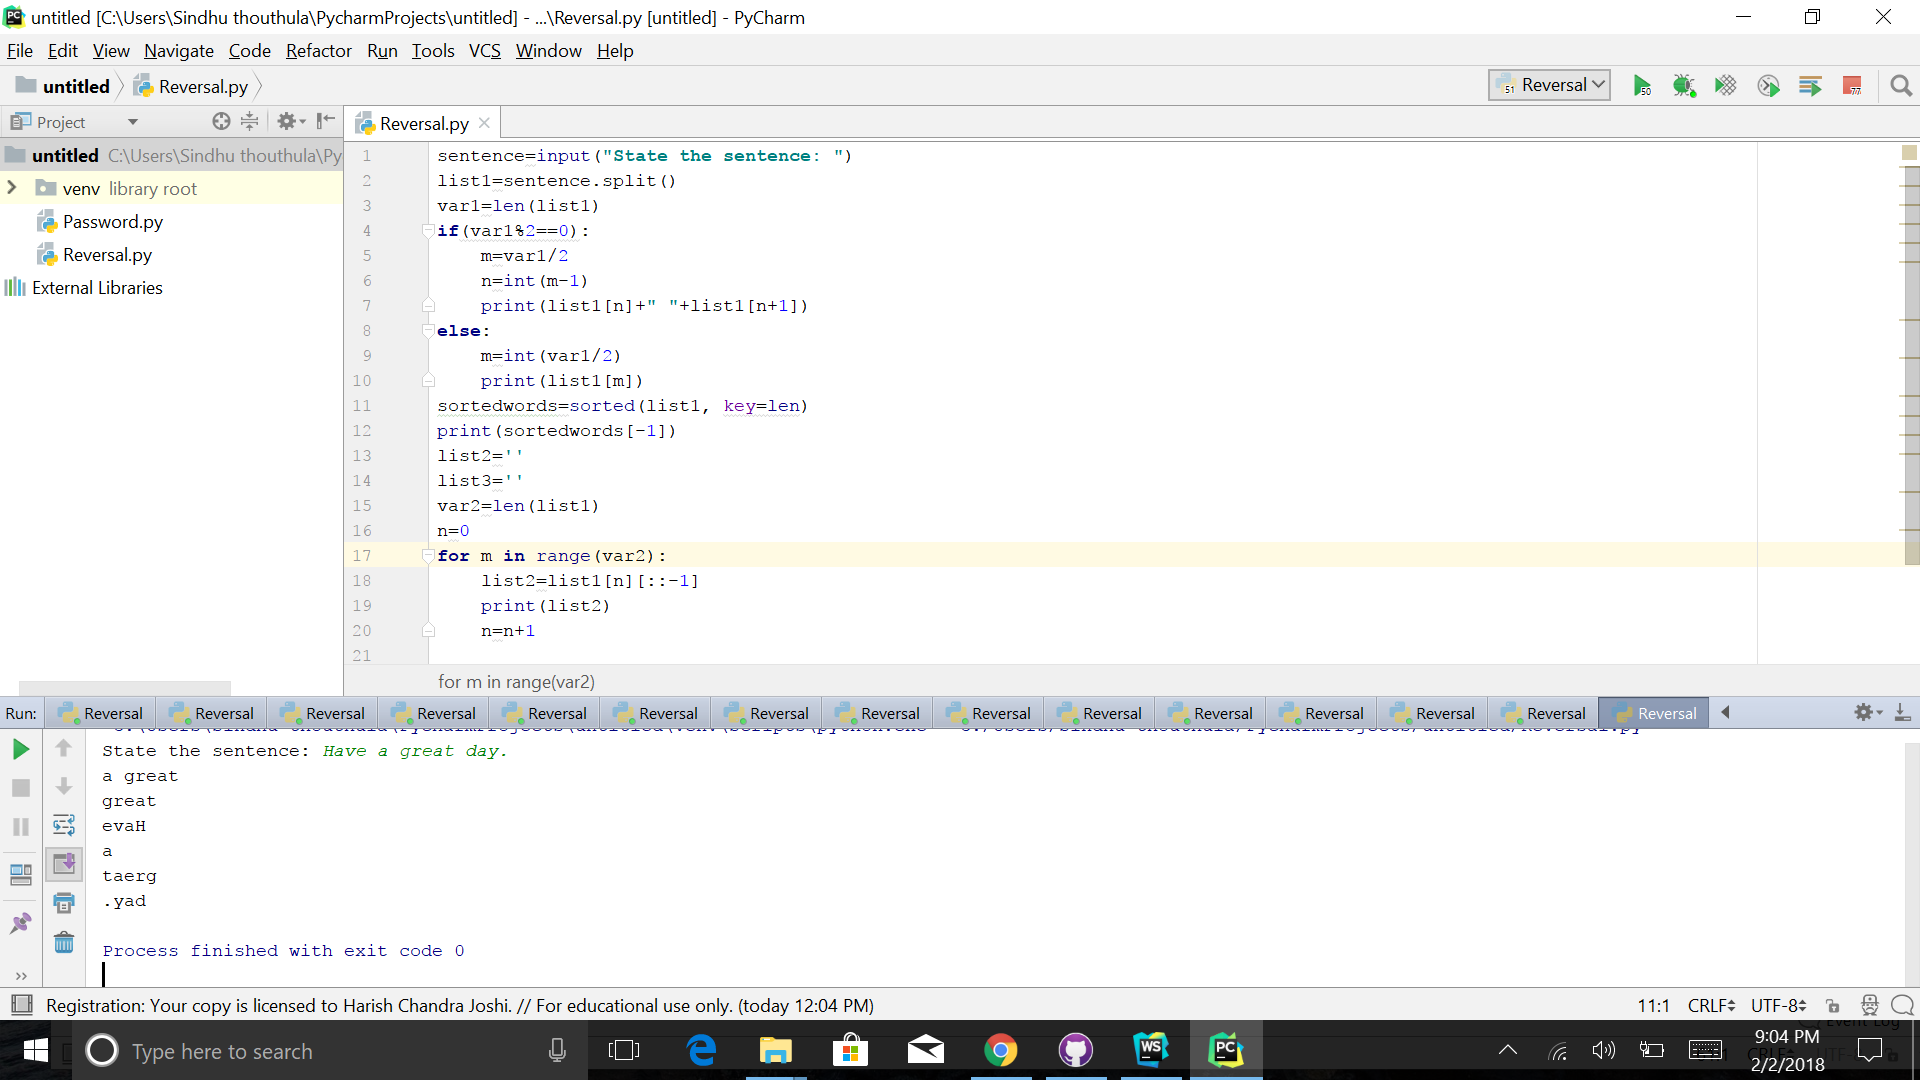 untitled [C:\Users\Sindhu thouthula\PycharmProjects\untitled] - ...\Reversal.py [untitled] - PyCharm
File Edit View Navigate Code Refactor Run Tools VCS Window Help
untitled Reversal.py
Reversal
Project
Reversal.py
untitled C:\Users\Sindhu thouthula\Py
venv library root
Password.py
Reversal.py
External Libraries
1 sentence=input("State the sentence: ")
2 list1=sentence.split()
3 var1=len(list1)
4 if(var1%2==0):
5 m=var1/2
6 n=int(m-1)
7 print(list1[n]+" "+list1[n+1])
8 else:
9 m=int(var1/2)
10 print(list1[m])
11 sortedwords=sorted(list1, key=len)
12 print(sortedwords[-1])
13 list2=''
14 list3=''
15 var2=len(list1)
16 n=0
17 for m in range(var2):
18 list2=list1[n][::-1]
19 print(list2)
20 n=n+1
21
for m in range(var2)
Run: Reversal Reversal Reversal Reversal Reversal Reversal Reversal Reversal Reversal Reversal Reversal Reversal Reversal Reversal Reversal
State the sentence: Have a great day.
a great
great
evaH
a
taerg
.yad
Process finished with exit code 0
Registration: Your copy is licensed to Harish Chandra Joshi. // For educational use only. (today 12:04 PM)
11:1 CRLF UTF-8
Type here to search
WS
PC
9:04 PM
2/2/2018